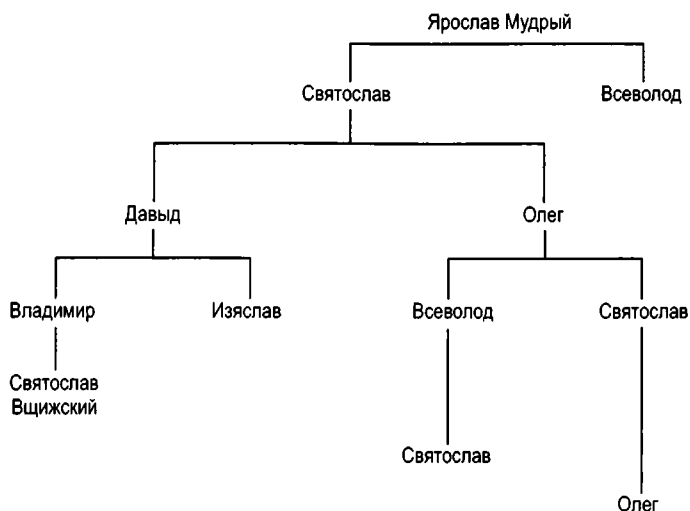 Ярослав Мудрый
Святослав
Всеволод
Давыд
Олег
Владимир
Изяслав
Всеволод
Святослав
Святослав
Вщижский
Святослав
Олег